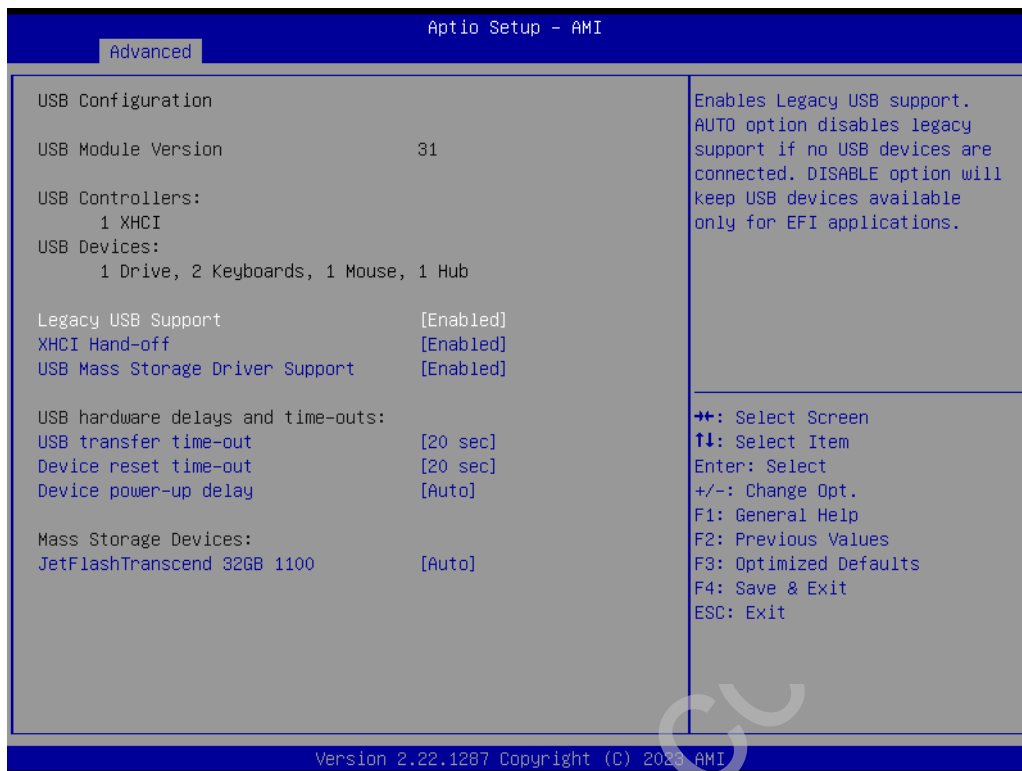 Aptio Setup – AMI
Advanced
USB Configuration
USB Module Version 31
USB Controllers:
1 XHCI
USB Devices:
1 Drive, 2 Keyboards, 1 Mouse, 1 Hub
Legacy USB Support [Enabled]
XHCI Hand-off [Enabled]
USB Mass Storage Driver Support [Enabled]
USB hardware delays and time-outs:
USB transfer time-out [20 sec]
Device reset time-out [20 sec]
Device power-up delay [Auto]
Mass Storage Devices:
JetFlashTranscend 32GB 1100 [Auto]
Enables Legacy USB support.
AUTO option disables legacy
support if no USB devices are
connected. DISABLE option will
keep USB devices available
only for EFI applications.
→←: Select Screen
↑↓: Select Item
Enter: Select
+/-: Change Opt.
F1: General Help
F2: Previous Values
F3: Optimized Defaults
F4: Save & Exit
ESC: Exit
Version 2.22.1287 Copyright (C) 2023 AMI